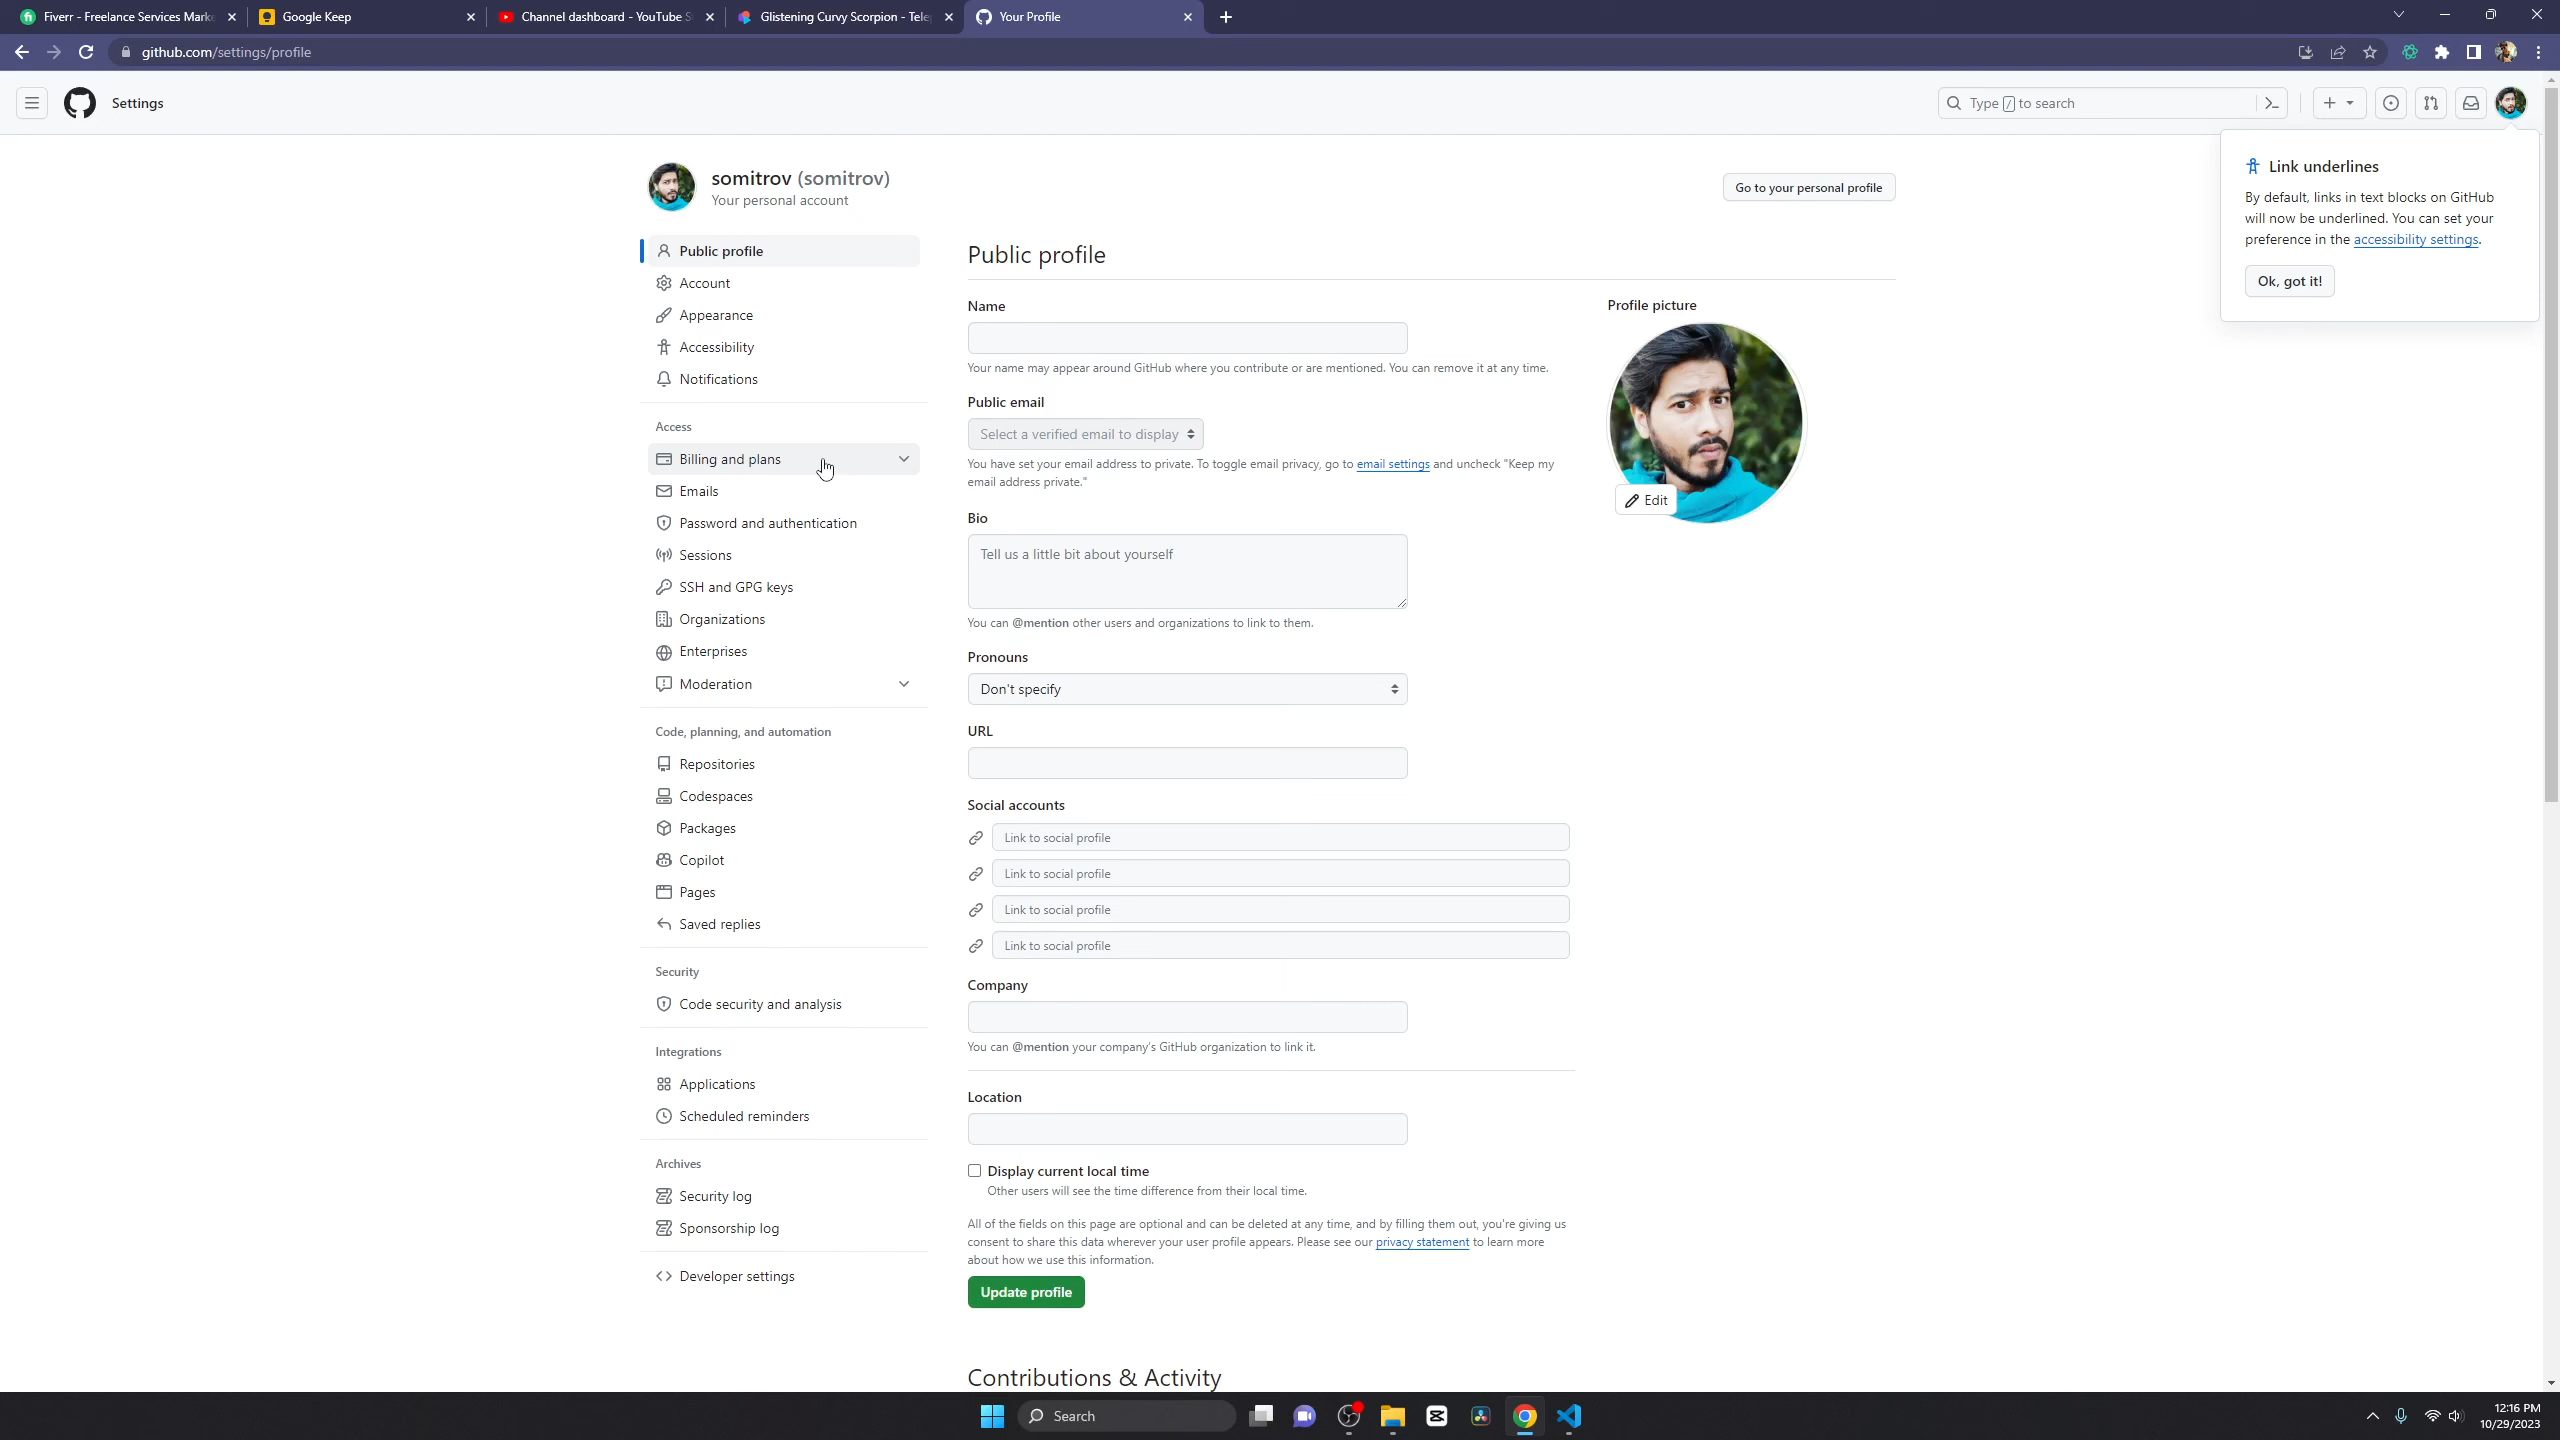 Fiverr - Freelance Services Mark
Google Keep
Channel dashboard - YouTube S
Glistening Curvy Scorpion - Tele
Your Profile
github.com/settings/profile
Settings
Type / to search
Link underlines
By default, links in text blocks on GitHub
will now be underlined. You can set your
preference in the accessibility settings.
Ok, got it!
somitrov (somitrov)
Your personal account
Go to your personal profile
Public profile
Account
Appearance
Accessibility
Notifications
Access
Billing and plans
Emails
Password and authentication
Sessions
SSH and GPG keys
Organizations
Enterprises
Moderation
Code, planning, and automation
Repositories
Codespaces
Packages
Copilot
Pages
Saved replies
Security
Code security and analysis
Integrations
Applications
Scheduled reminders
Archives
Security log
Sponsorship log
Developer settings
Public profile
Name
Your name may appear around GitHub where you contribute or are mentioned. You can remove it at any time.
Public email
Select a verified email to display
You have set your email address to private. To toggle email privacy, go to email settings and uncheck "Keep my
email address private."
Bio
Tell us a little bit about yourself
You can @mention other users and organizations to link to them.
Pronouns
Don't specify
URL
Social accounts
Link to social profile
Link to social profile
Link to social profile
Link to social profile
Company
You can @mention your company's GitHub organization to link it.
Location
Display current local time
Other users will see the time difference from their local time.
All of the fields on this page are optional and can be deleted at any time, and by filling them out, you're giving us
consent to share this data wherever your user profile appears. Please see our privacy statement to learn more
about how we use this information.
Update profile
Contributions & Activity
Profile picture
Edit
Search
12:16 PM
10/29/2023